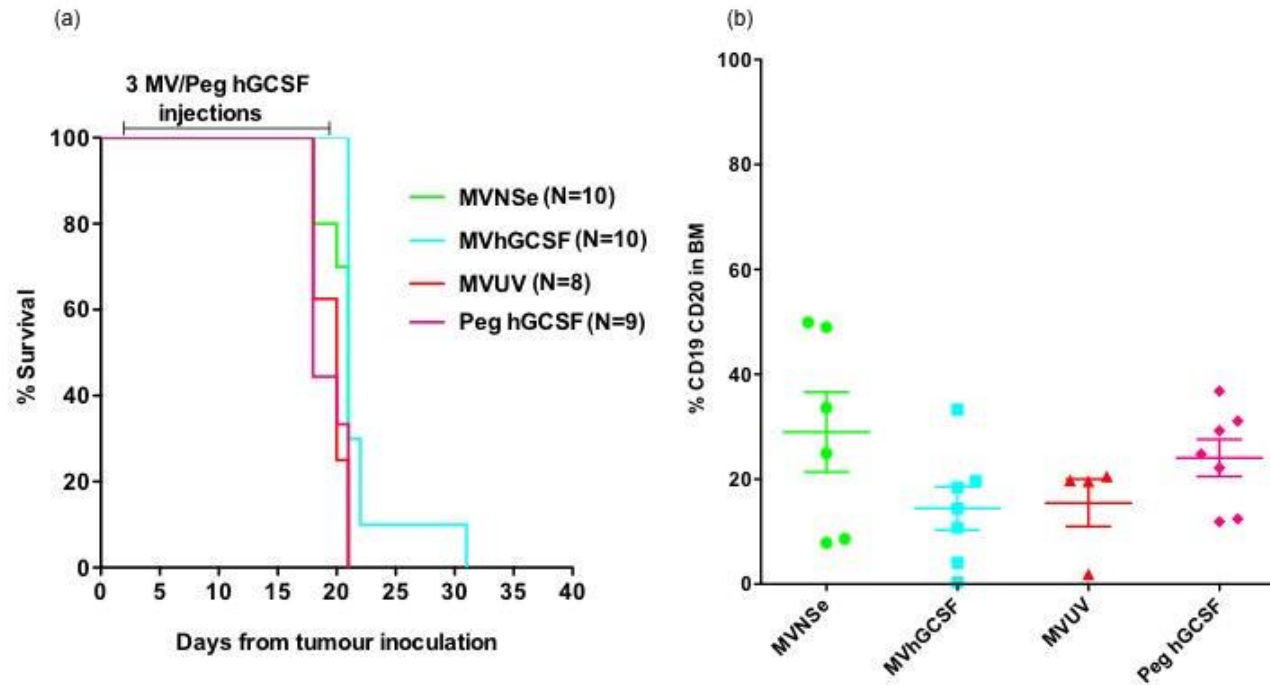 (a)
3 MV/Peg hGCSF
injections
100
80
60
40
20
0
% Survival
0 5 10 15 20 25 30 35 40
Days from tumour inoculation
MVNSe (N=10)
MVhGCSF (N=10)
MVUV (N=8)
Peg hGCSF (N=9)
(b)
100
80
60
40
20
0
% CD19 CD20 in BM
MVNSe
MVhGCSF
MVUV
Peg hGCSF